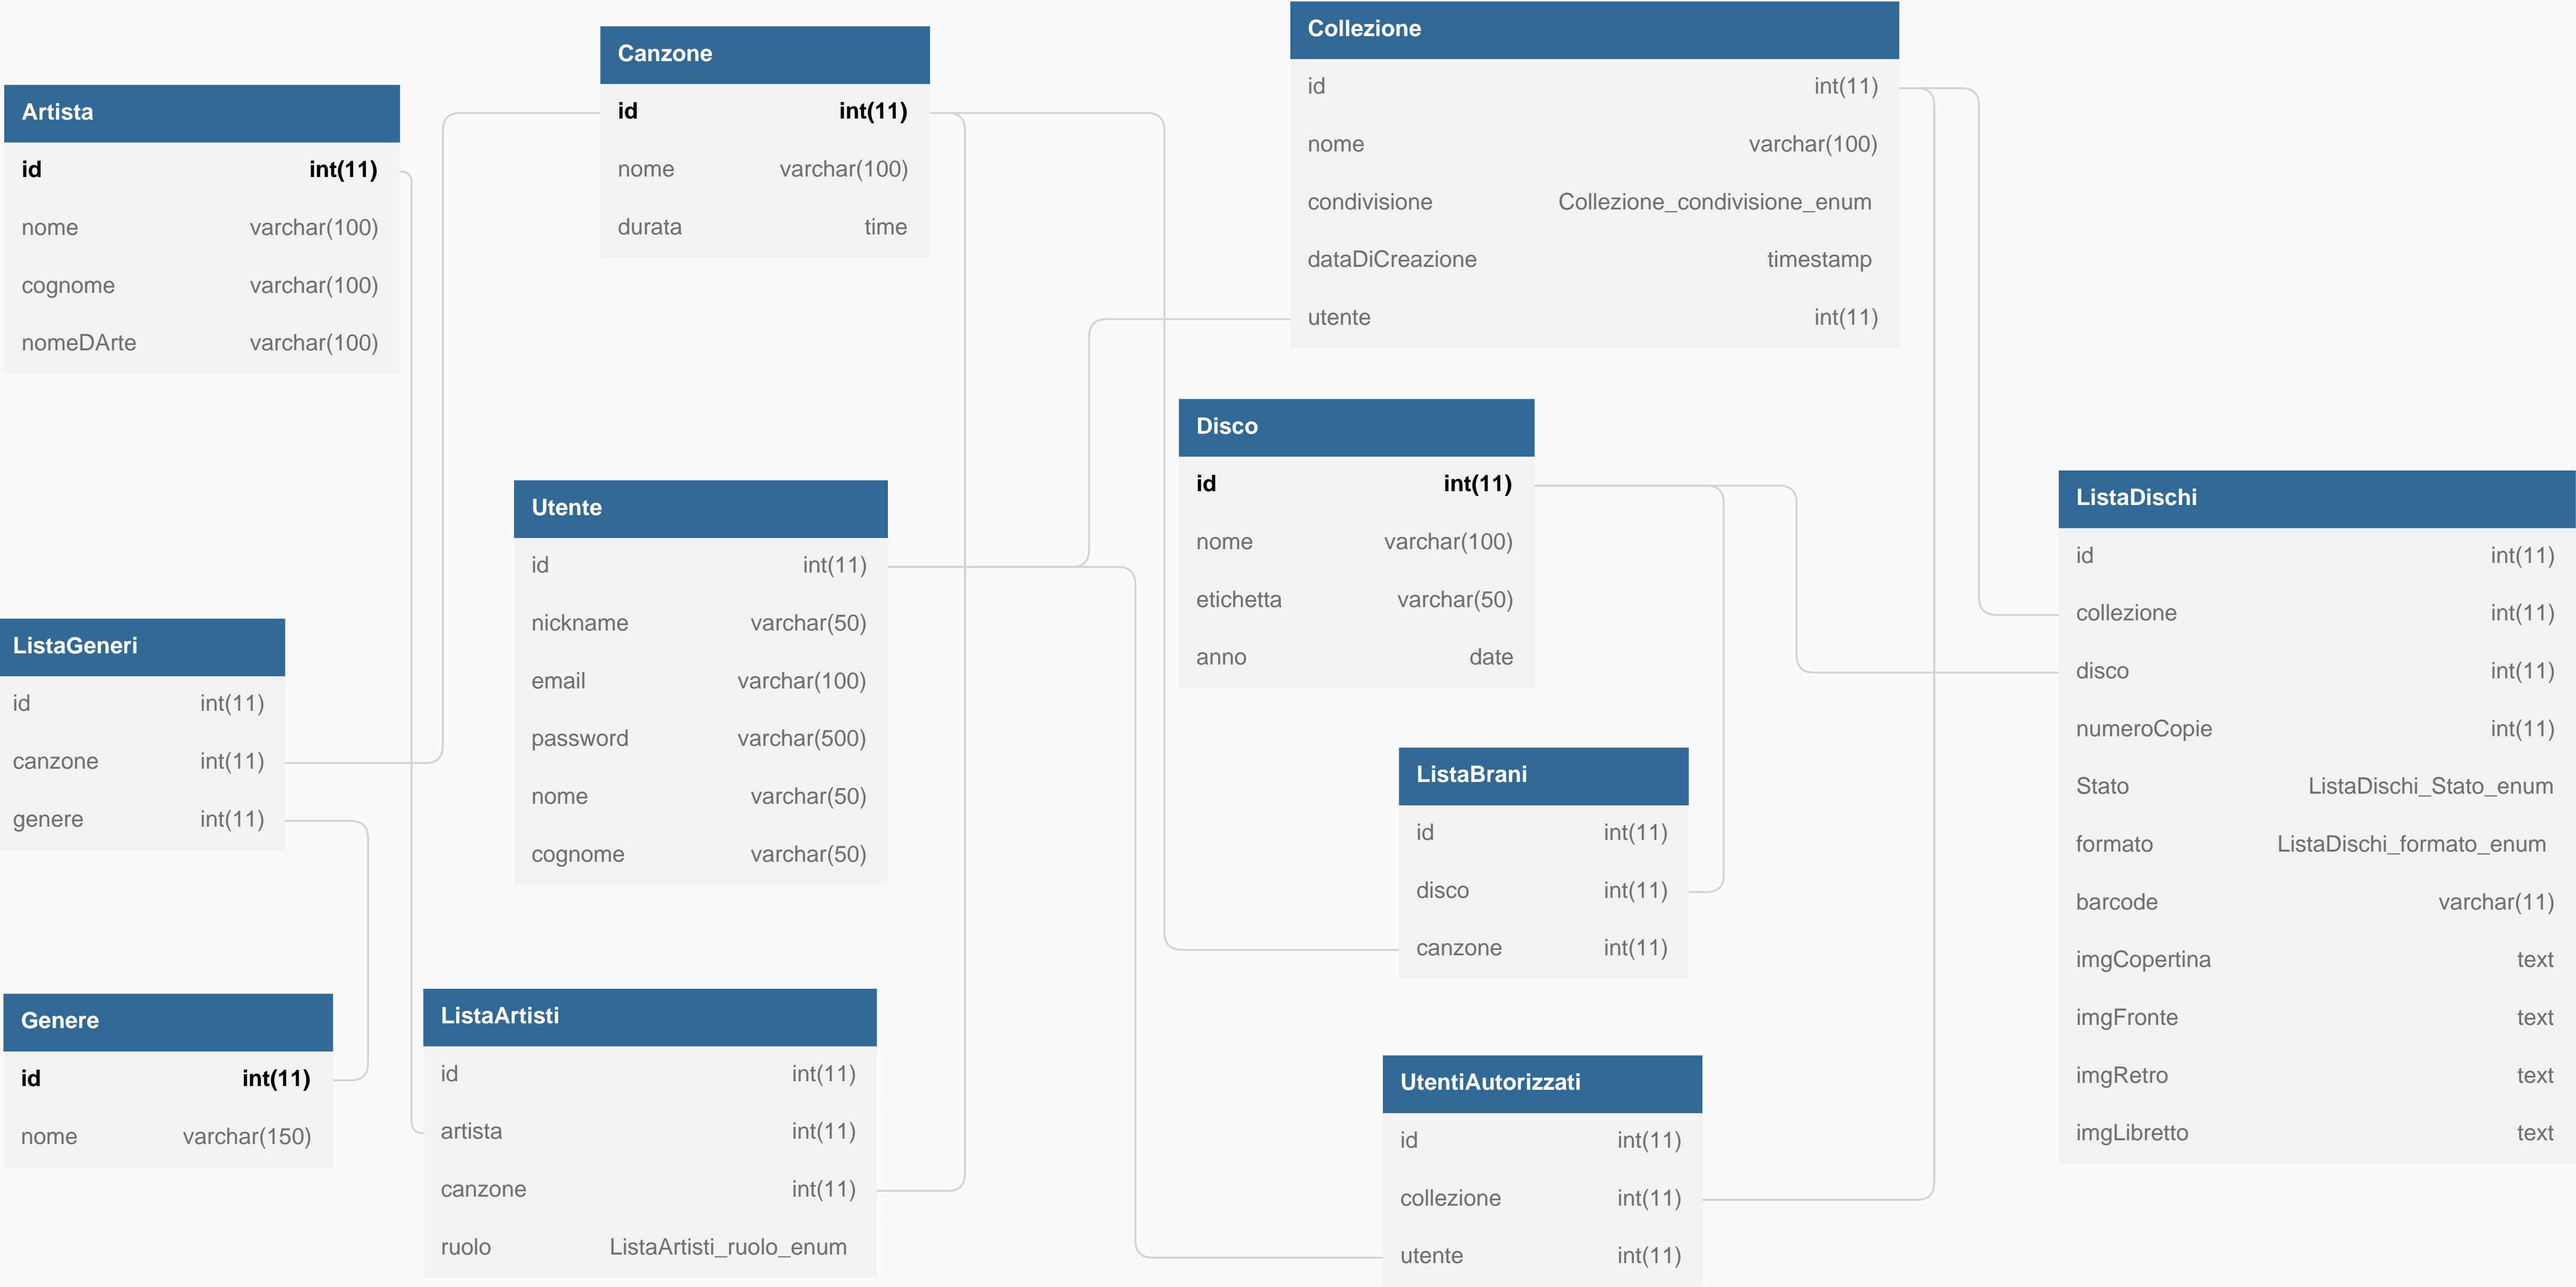 Artista
id int(11)
nome varchar(100)
cognome varchar(100)
nomeDArte varchar(100)
Canzone
id int(11)
nome varchar(100)
durata time
Collezione
id int(11)
nome varchar(100)
condivisione Collezione_condivisione_enum
dataDiCreazione timestamp
utente int(11)
Disco
id int(11)
nome varchar(100)
etichetta varchar(50)
anno date
Utente
id int(11)
nickname varchar(50)
email varchar(100)
password varchar(500)
nome varchar(50)
cognome varchar(50)
ListaDischi
id int(11)
collezione int(11)
disco int(11)
numeroCopie int(11)
Stato ListaDischi_Stato_enum
formato ListaDischi_formato_enum
barcode varchar(11)
imgCopertina text
imgFronte text
imgRetro text
imgLibretto text
ListaGeneri
id int(11)
canzone int(11)
genere int(11)
ListaBrani
id int(11)
disco int(11)
canzone int(11)
Genere
id int(11)
nome varchar(150)
ListaArtisti
id int(11)
artista int(11)
canzone int(11)
ruolo ListaArtisti_ruolo_enum
UtentiAutorizzati
id int(11)
collezione int(11)
utente int(11)